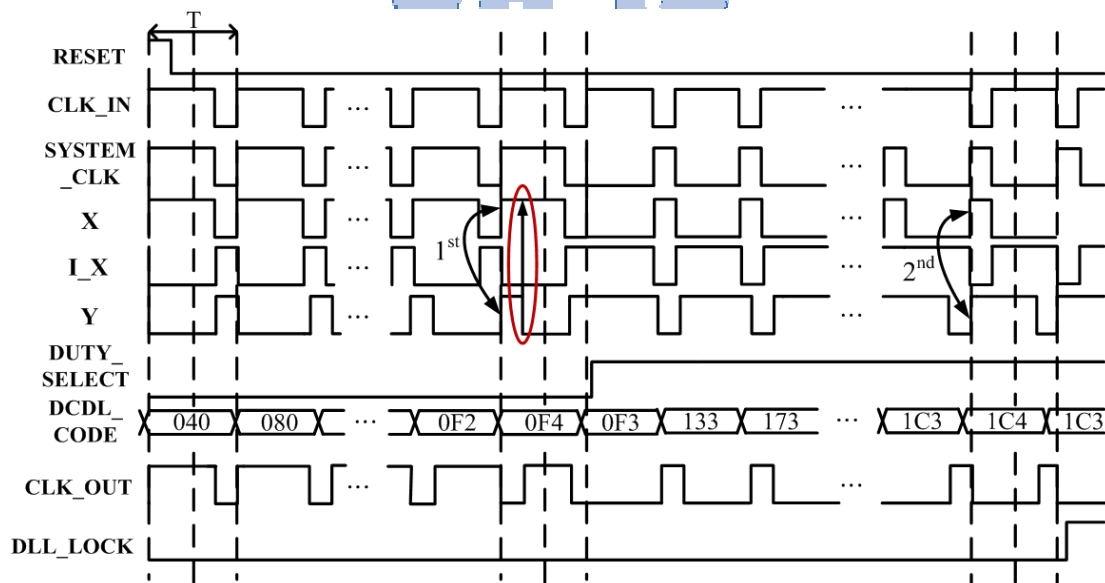 T
RESET
CLK_IN
...
...
SYSTEM
_CLK
...
...
X
...
...
1st
I_X
...
...
2nd
Y
...
...
DUTY_
SELECT
DCDL_
CODE
040 080 ... 0F2 0F4 0F3 133 173 ... 1C3 1C4 1C3
CLK_OUT
...
...
DLL_LOCK